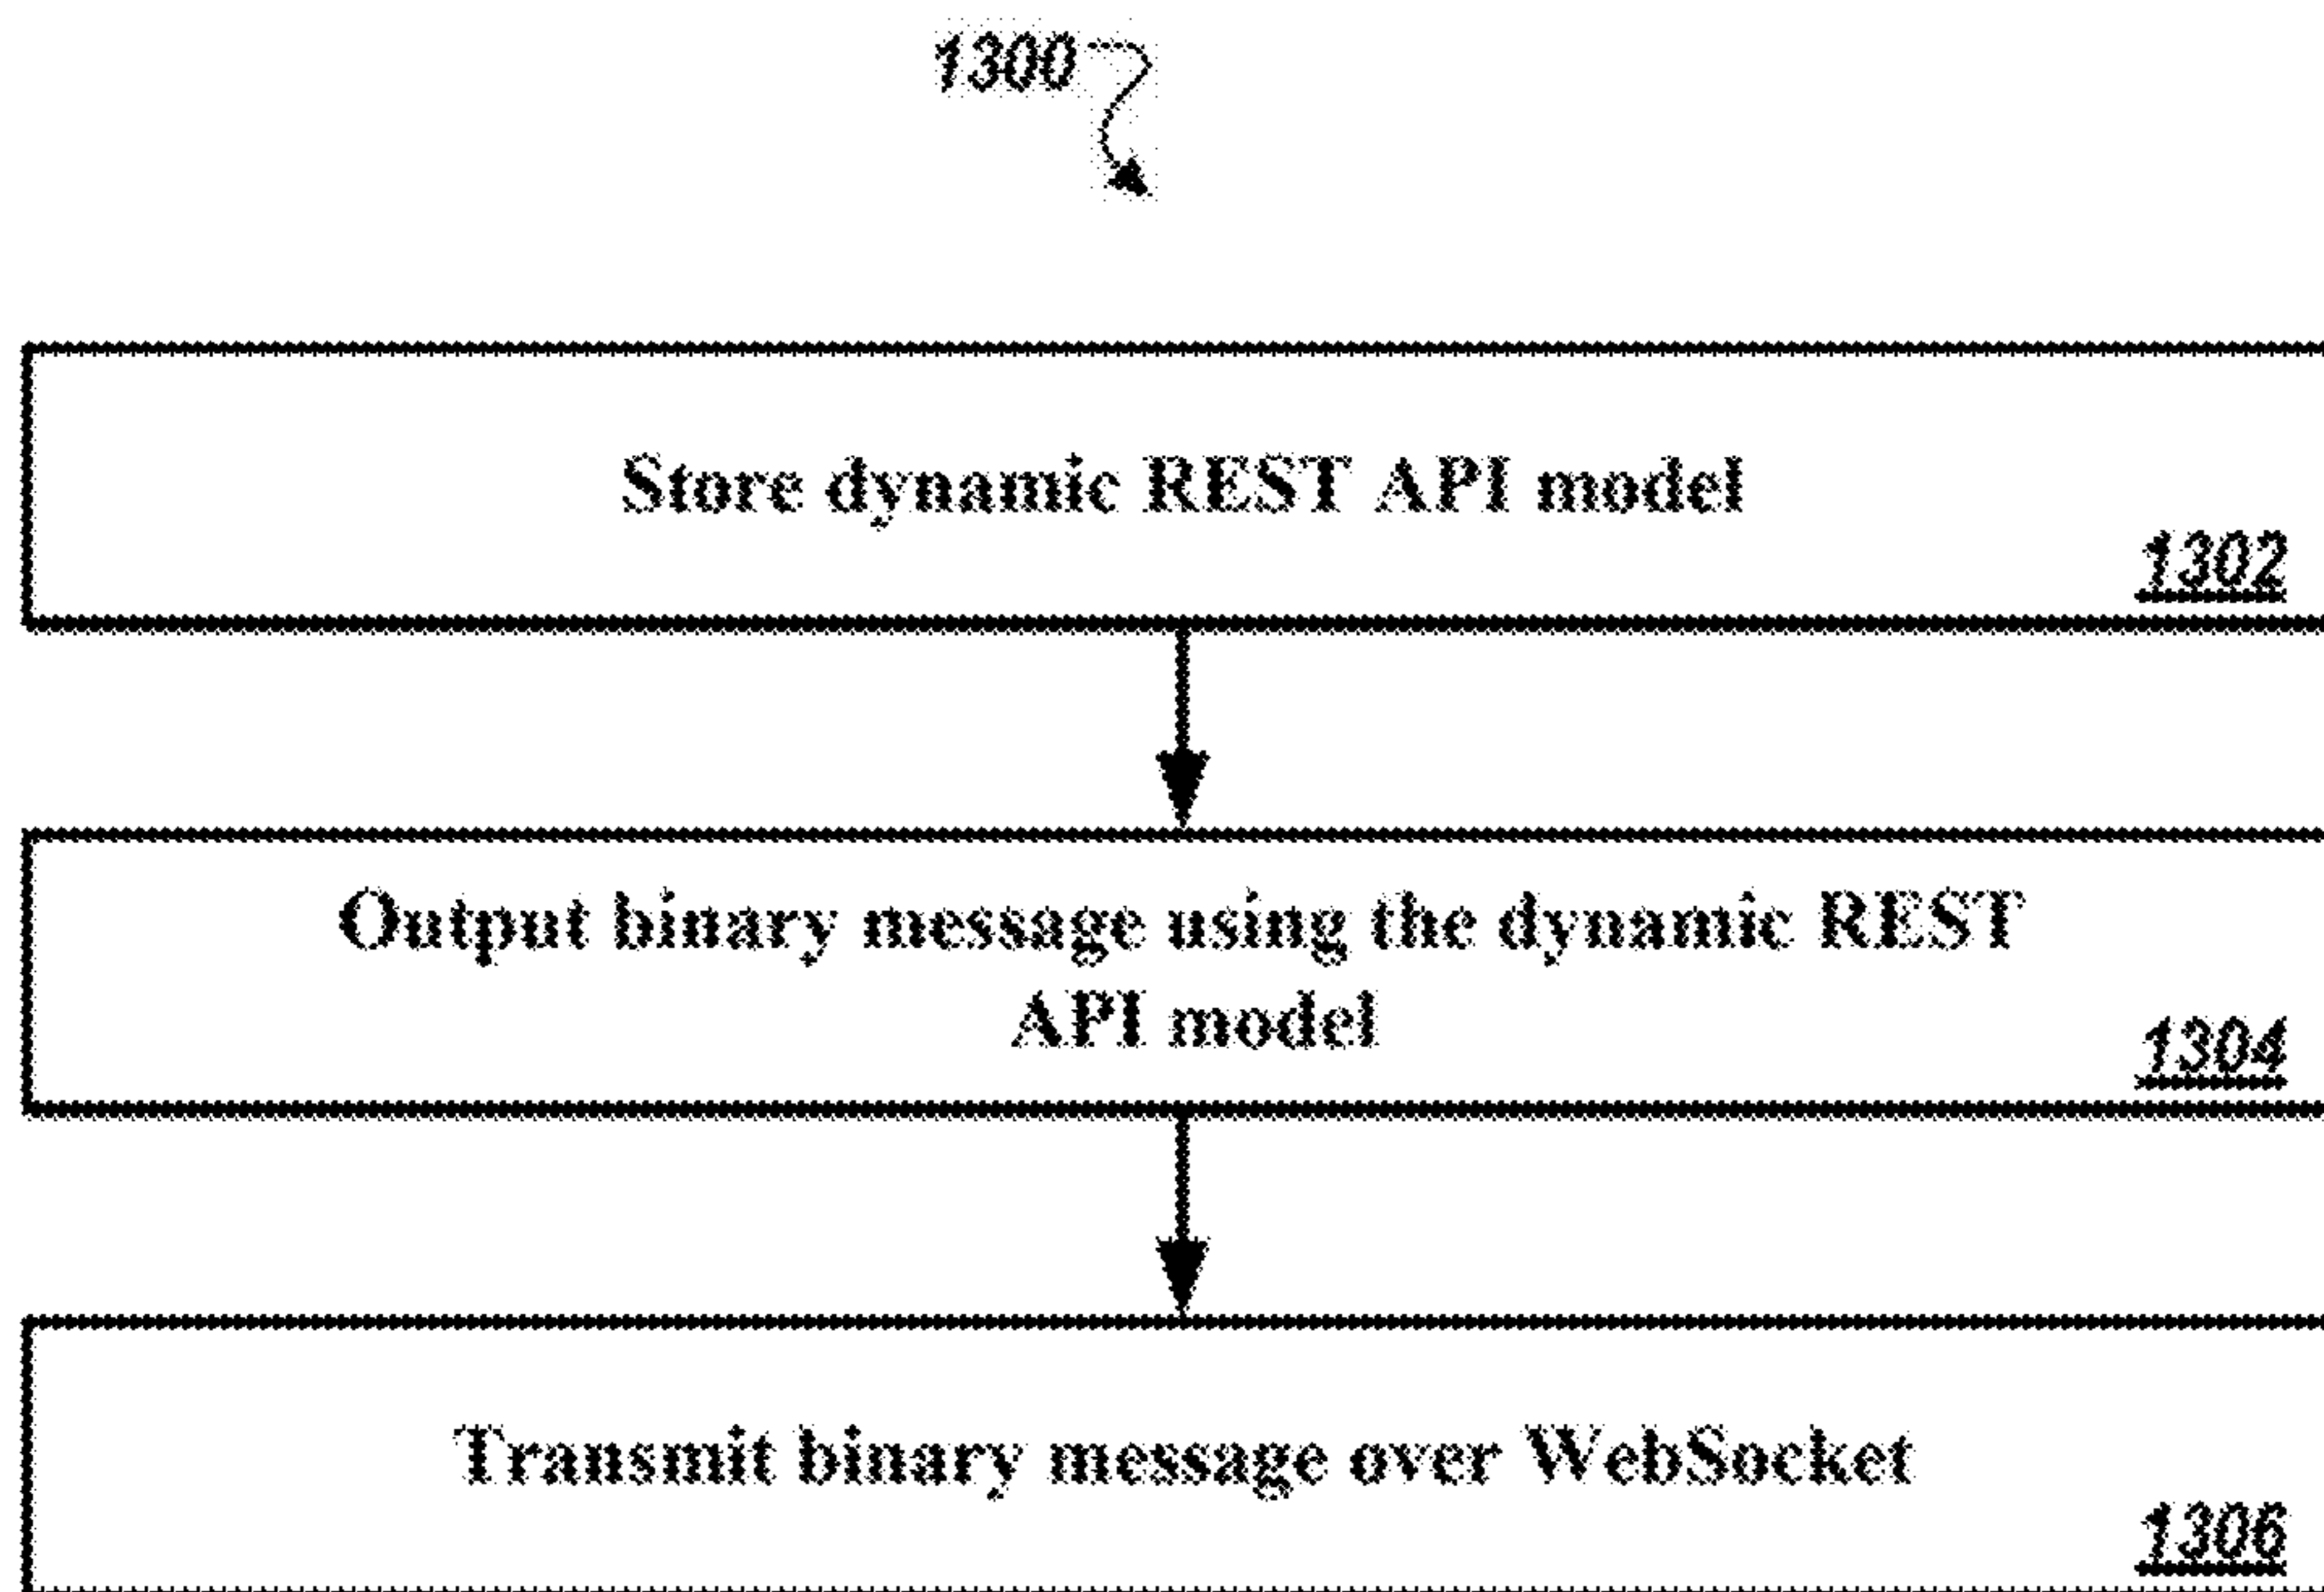 1300
Store dynamic REST API model
1302
Output binary message using the dynamic REST
API model
1304
Transmit binary message over WebSocket
1306